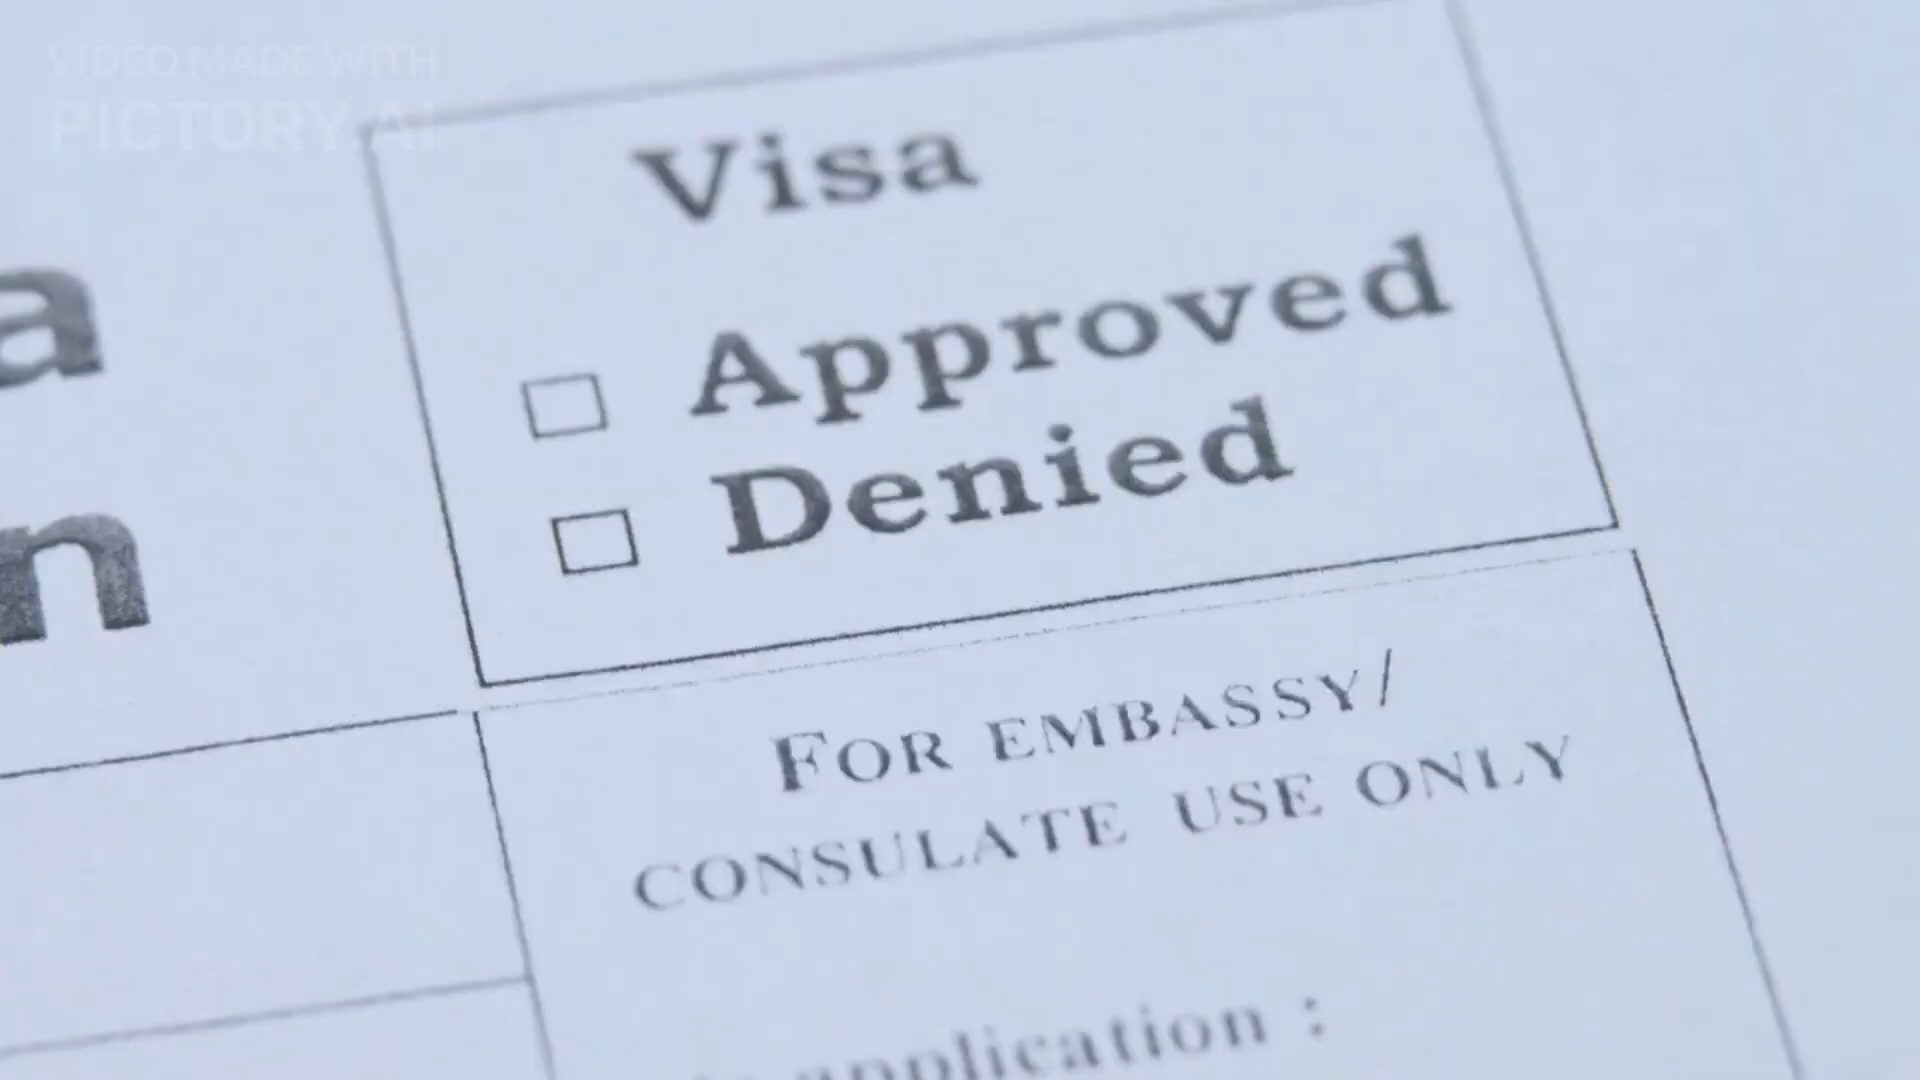 VIDEO MADE WITH
PICTORY.AI
Visa
Approved
Denied
FOR EMBASSY/
CONSULATE USE ONLY
application :